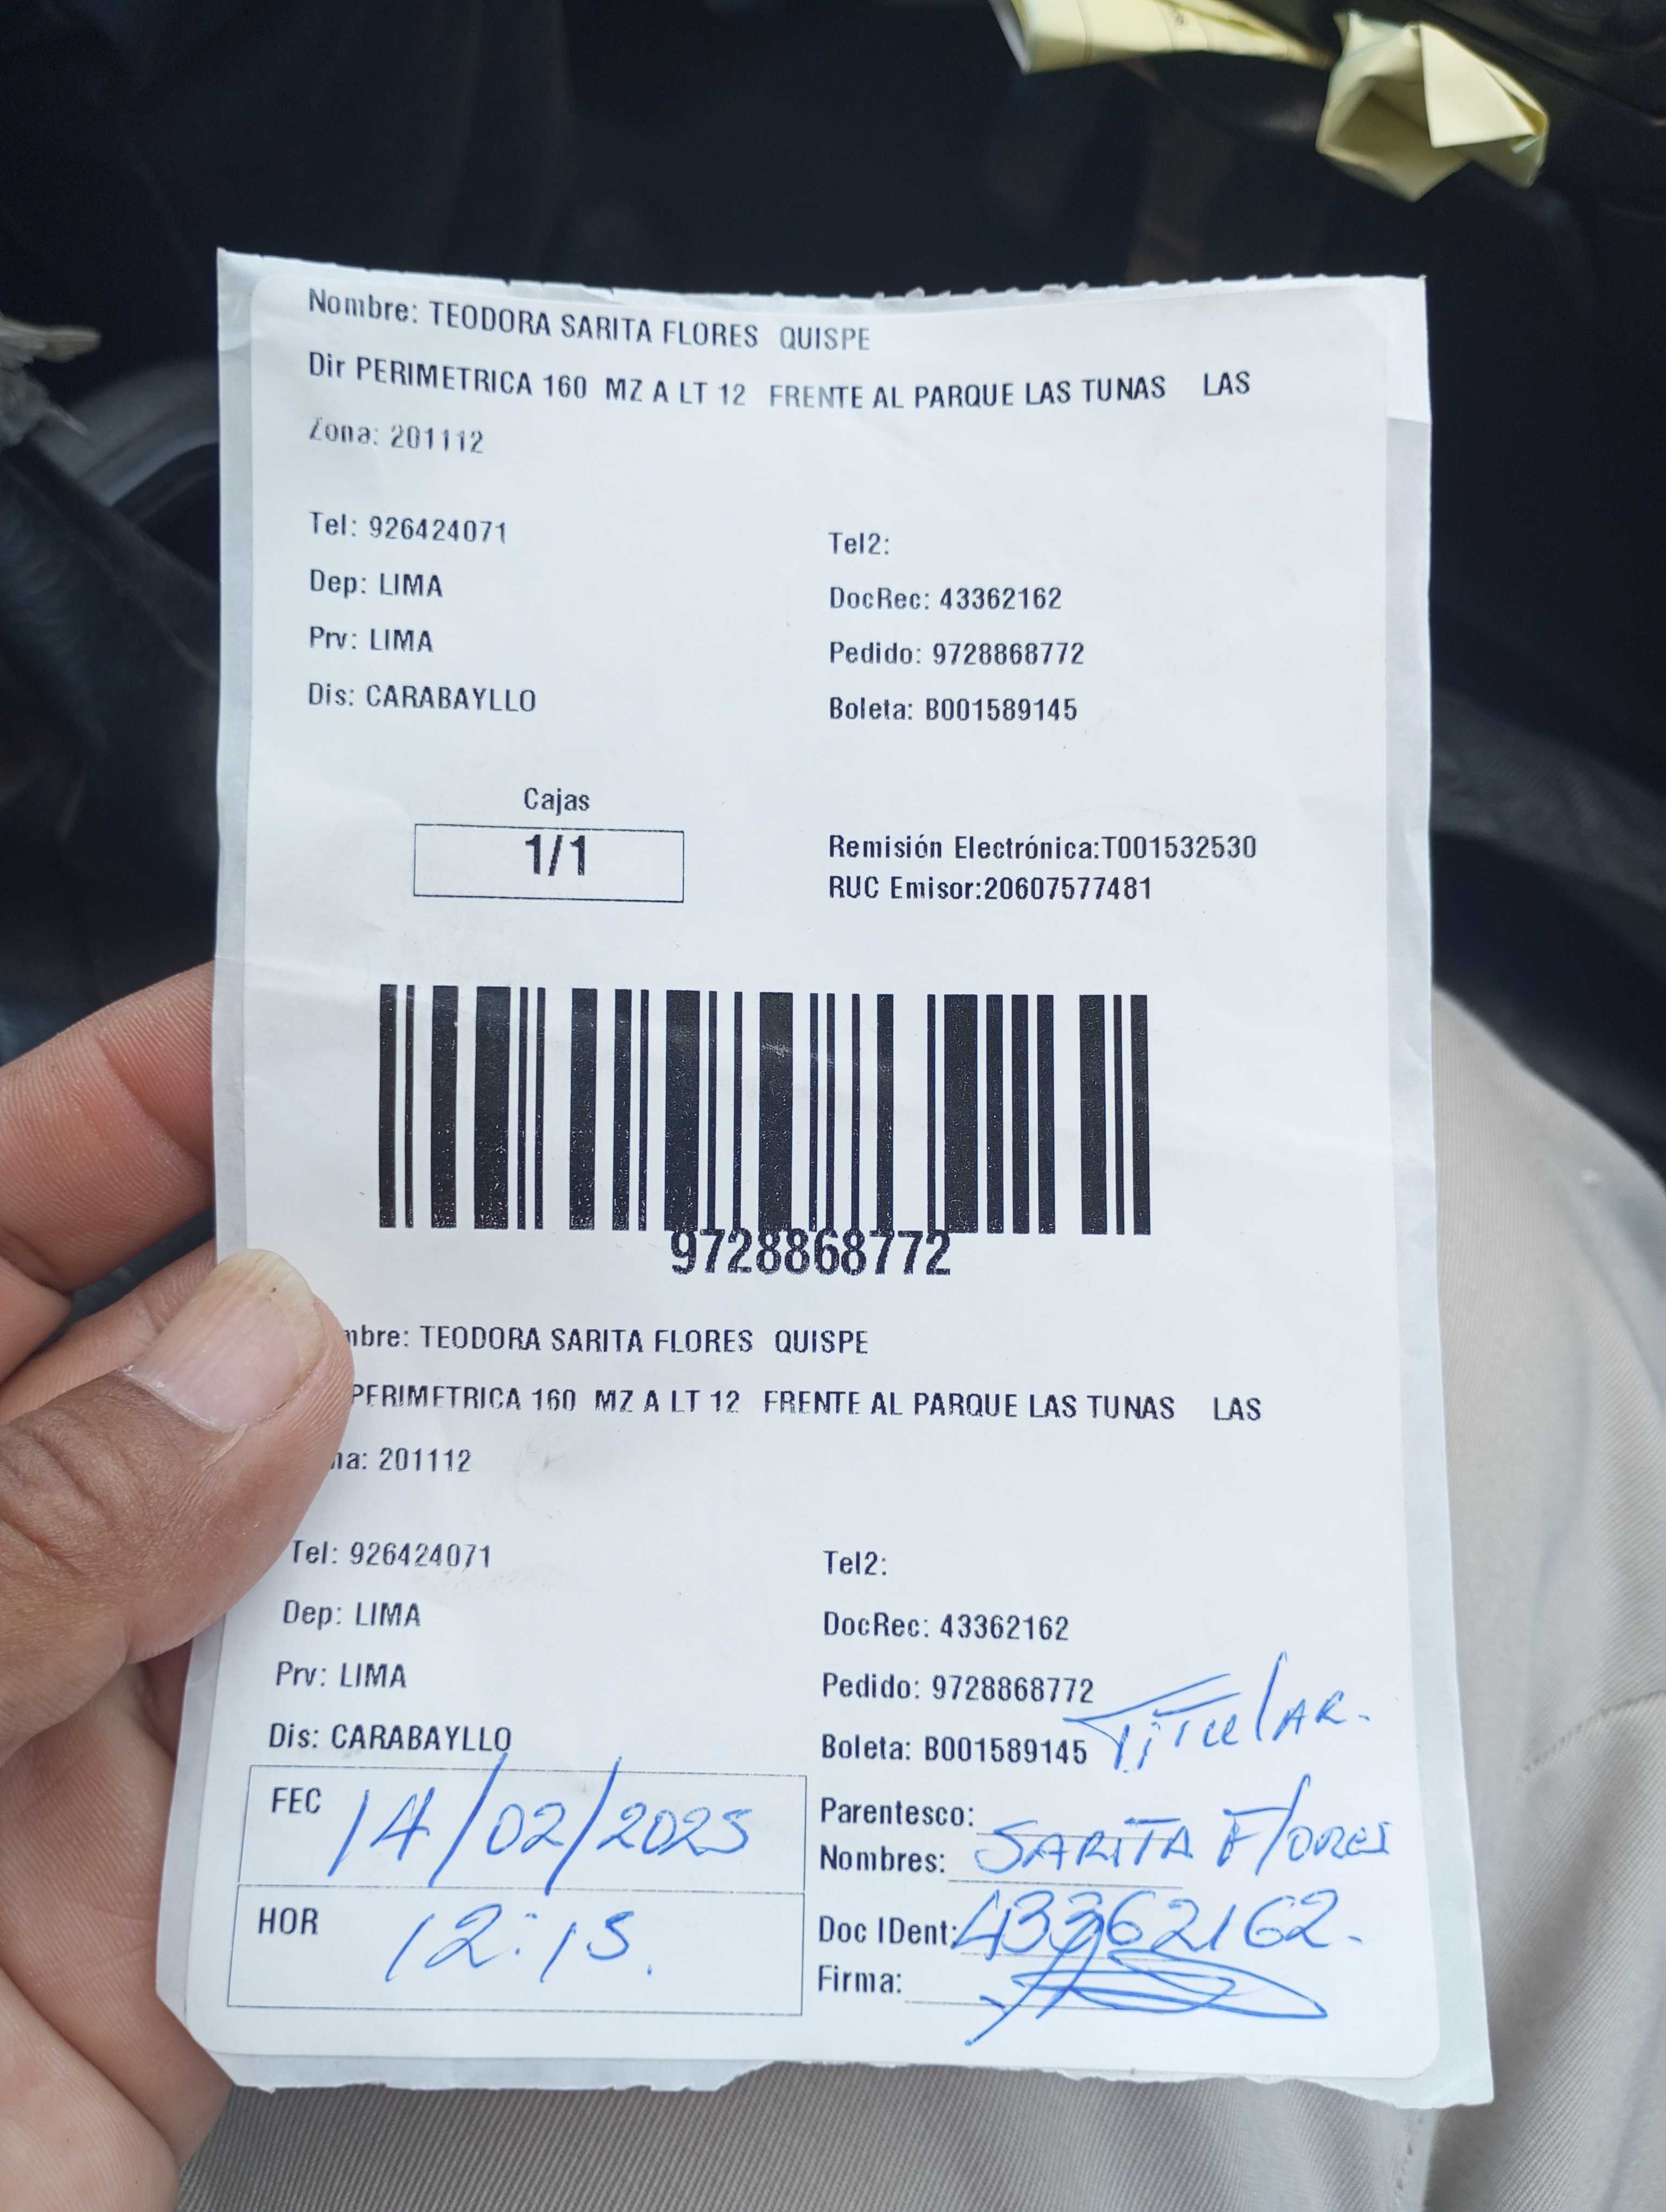 Nombre: TEODORA SARITA FLORES QUISPE
Dir PERIMETRICA 160 MZ A LT 12 FRENTE AL PARQUE LAS TUNAS LAS
Zona: 201112
Tel: 926424071 Tel2:
Dep: LIMA DocRec: 43362162
Prv: LIMA Pedido: 9728868772
Dis: CARABAYLLO Boleta: B001589145
Cajas
1/1
Remisión Electrónica:T001532530
RUC Emisor:20607577481
9728868772
mbre: TEODORA SARITA FLORES QUISPE
PERIMETRICA 160 MZ A LT 12 FRENTE AL PARQUE LAS TUNAS LAS
na: 201112
Tel: 926424071 Tel2:
Dep: LIMA DocRec: 43362162
Prv: LIMA Pedido: 9728868772
Dis: CARABAYLLO Boleta: B001589145
FEC 14/02/2025
HOR 12:15.
Parentesco: TiTulAR.
Nombres: SARITA Flores
Doc IDent: 43362162.
Firma: